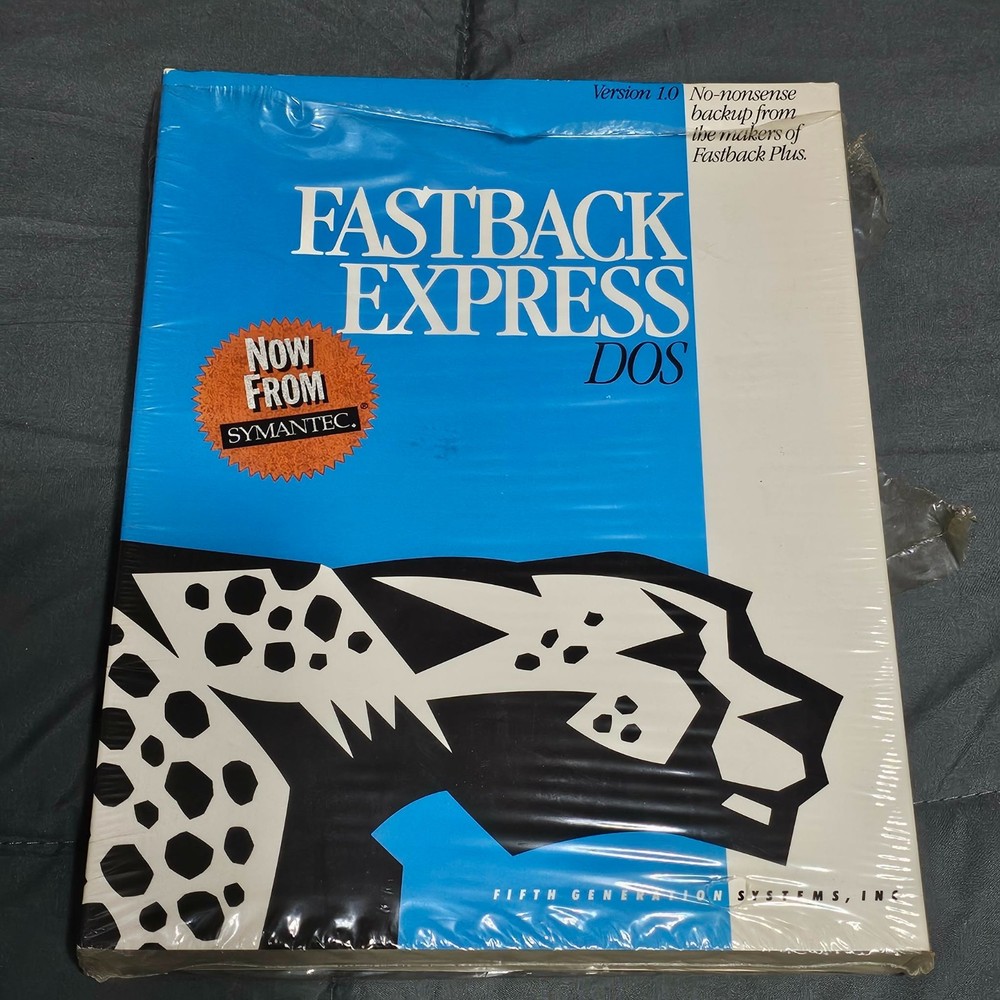 Version 1.0
No-nonsense
backup from
the makers of
Fastback Plus.
FASTBACK
EXPRESS
DOS
NOW
FROM
SYMANTEC.®
FIFTH GENERATION SYSTEMS, INC